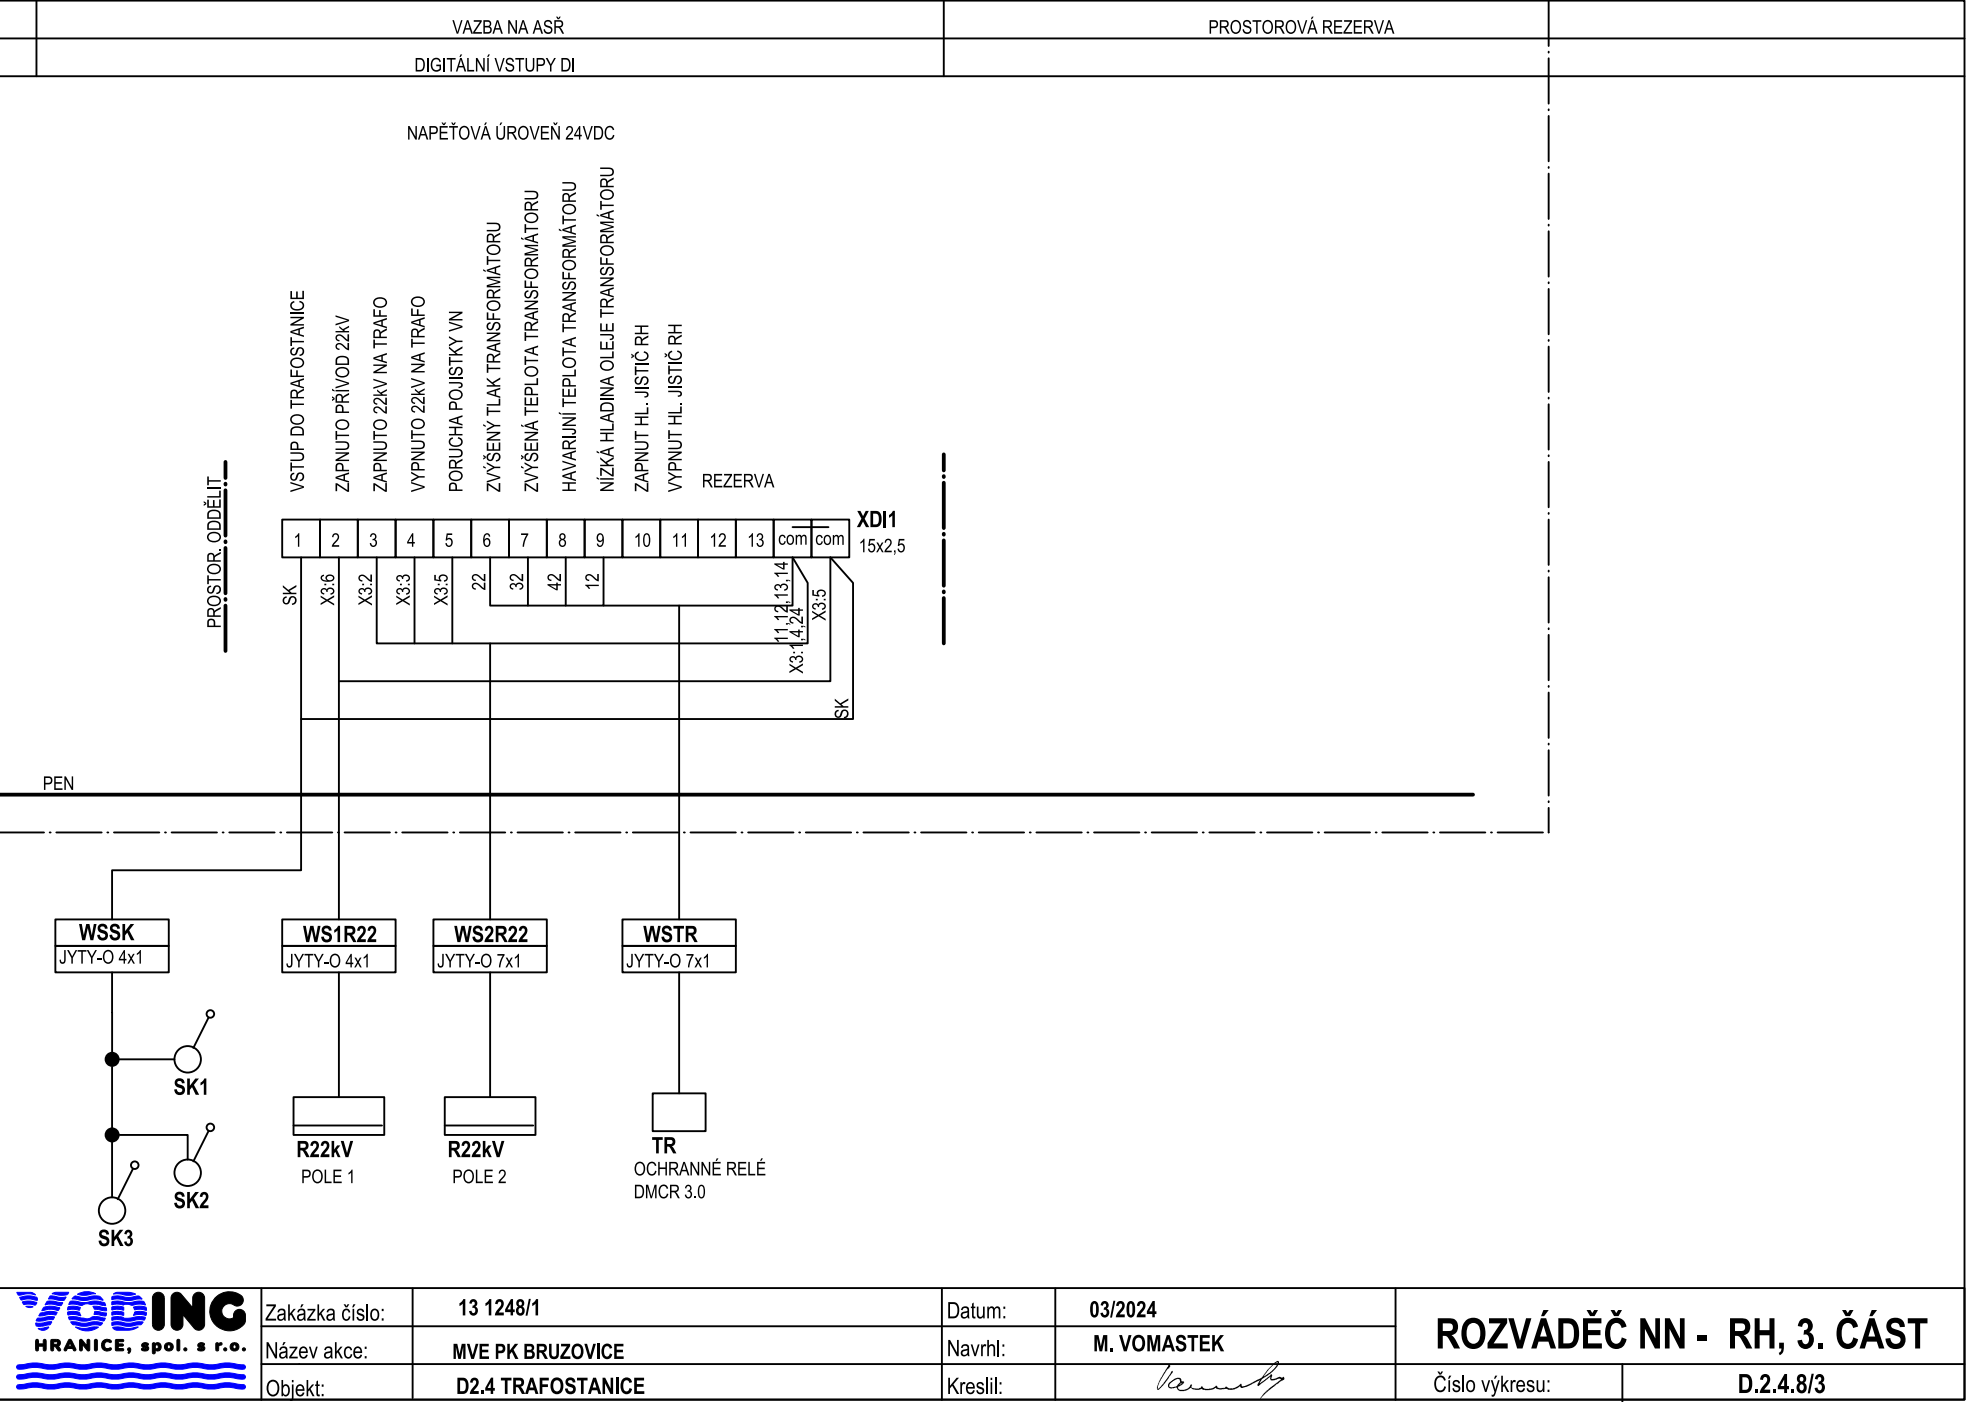 VAZBA NA ASŘ
PROSTOROVÁ REZERVA
DIGITÁLNÍ VSTUPY DI
NAPĚŤOVÁ ÚROVEŇ 24VDC
PROSTOR. ODDĚLIT
VSTUP DO TRAFOSTANICE
ZAPNUTO PŘÍVOD 22kV
ZAPNUTO 22kV NA TRAFO
VYPNUTO 22kV NA TRAFO
PORUCHA POJISTKY VN
ZVÝŠENÝ TLAK TRANSFORMÁTORU
ZVÝŠENÁ TEPLOTA TRANSFORMÁTORU
HAVARIJNÍ TEPLOTA TRANSFORMÁTORU
NÍZKÁ HLADINA OLEJE TRANSFORMÁTORU
ZAPNUT HL. JISTIČ RH
VYPNUT HL. JISTIČ RH
REZERVA
1 2 3 4 5 6 7 8 9 10 11 12 13 com com
XDI1
15x2,5
SK
X3:6
X3:2
X3:3
X3:5
22
32
42
12
11,12,13,14
X3:1,4,24
X3:5
SK
PEN
WSSK
JYTY-O 4x1
WS1R22
JYTY-O 4x1
WS2R22
JYTY-O 7x1
WSTR
JYTY-O 7x1
SK1
SK2
SK3
R22kV
POLE 1
R22kV
POLE 2
TR
OCHRANNÉ RELÉ
DMCR 3.0
VODING
HRANICE, spol. s r.o.
Zakázka číslo: 13 1248/1
Název akce: MVE PK BRUZOVICE
Objekt: D2.4 TRAFOSTANICE
Datum: 03/2024
Navrhl: M. VOMASTEK
Kreslil:
ROZVÁDĚČ NN - RH, 3. ČÁST
Číslo výkresu: D.2.4.8/3